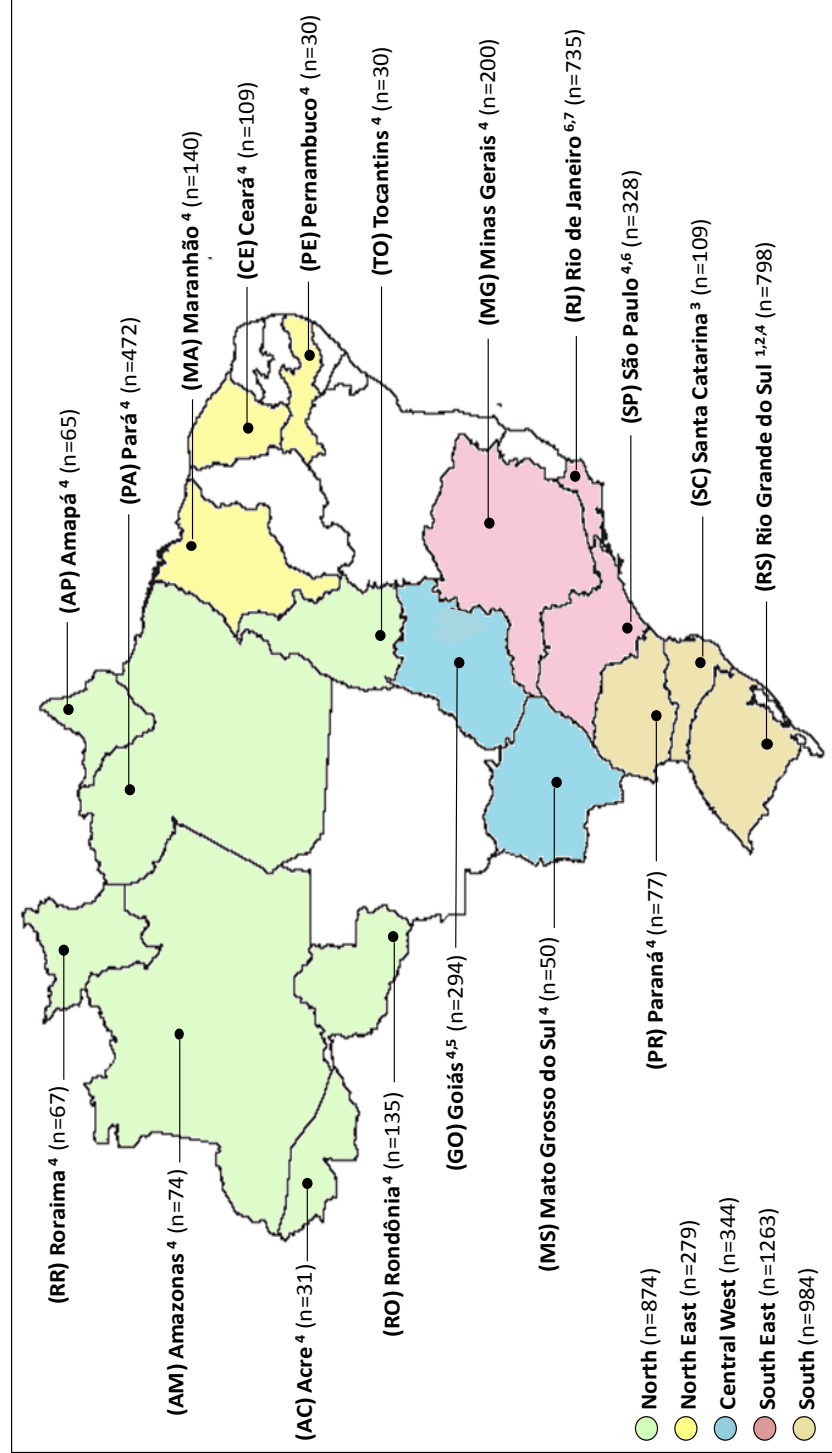 (RR) Roraima ⁴ (n=67)
(AM) Amazonas ⁴ (n=74)
(AC) Acre ⁴ (n=31)
(RO) Rondônia ⁴ (n=135)
(GO) Goiás ⁴,⁵ (n=294)
(MS) Mato Grosso do Sul ⁴ (n=50)
(PR) Paraná ⁴ (n=77)
(AP) Amapá ⁴ (n=65)
(PA) Pará ⁴ (n=472)
(MA) Maranhão ⁴ (n=140)
(CE) Ceará ⁴ (n=109)
(PE) Pernambuco ⁴ (n=30)
(TO) Tocantins ⁴ (n=30)
(MG) Minas Gerais ⁴ (n=200)
(RJ) Rio de Janeiro ⁶,⁷ (n=735)
(SP) São Paulo ⁴,⁶ (n=328)
(SC) Santa Catarina ³ (n=109)
(RS) Rio Grande do Sul ¹,²,⁴ (n=798)
North (n=874)
North East (n=279)
Central West (n=344)
South East (n=1263)
South (n=984)